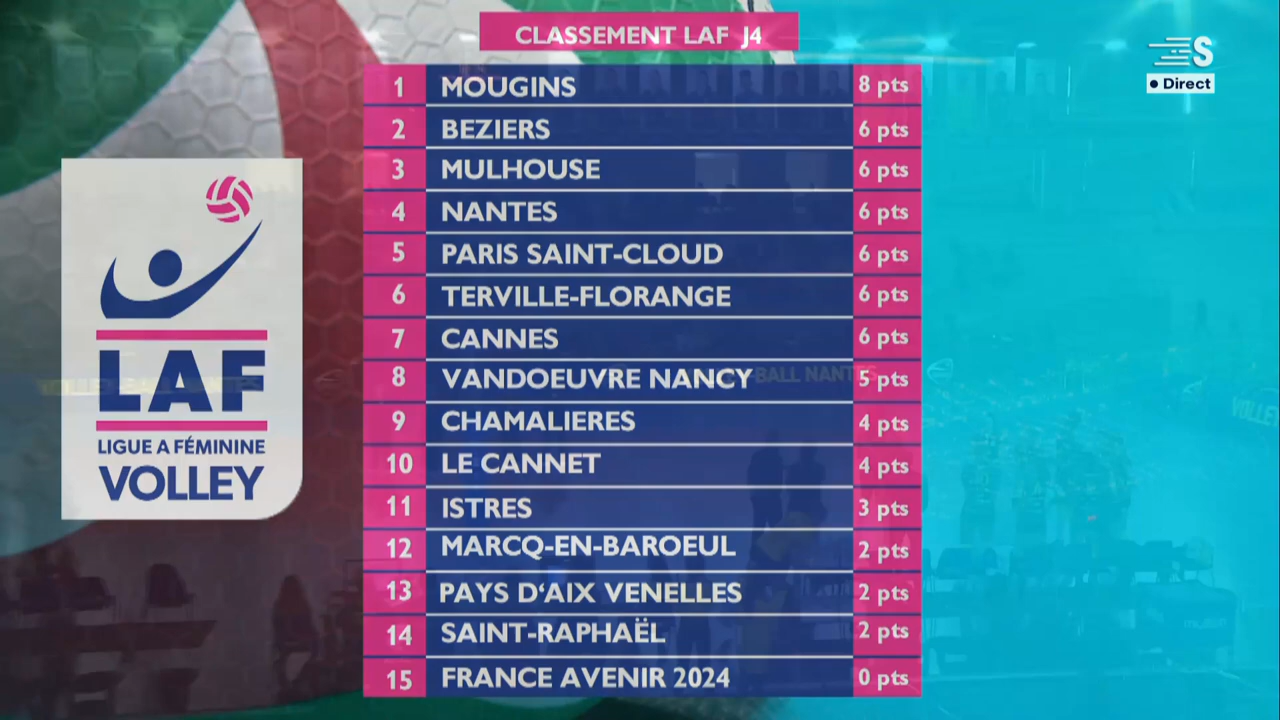 CLASSEMENT LAF J4
S
• Direct
1 MOUGINS 8 pts
2 BEZIERS 6 pts
3 MULHOUSE 6 pts
4 NANTES 6 pts
5 PARIS SAINT-CLOUD 6 pts
6 TERVILLE-FLORANGE 6 pts
7 CANNES 6 pts
8 VANDOEUVRE NANCY 5 pts
9 CHAMALIERES 4 pts
10 LE CANNET 4 pts
11 ISTRES 3 pts
12 MARCQ-EN-BAROEUL 2 pts
13 PAYS D‘AIX VENELLES 2 pts
14 SAINT-RAPHAËL 2 pts
15 FRANCE AVENIR 2024 0 pts
LAF
LIGUE A FÉMININE
VOLLEY
BALL NANTES